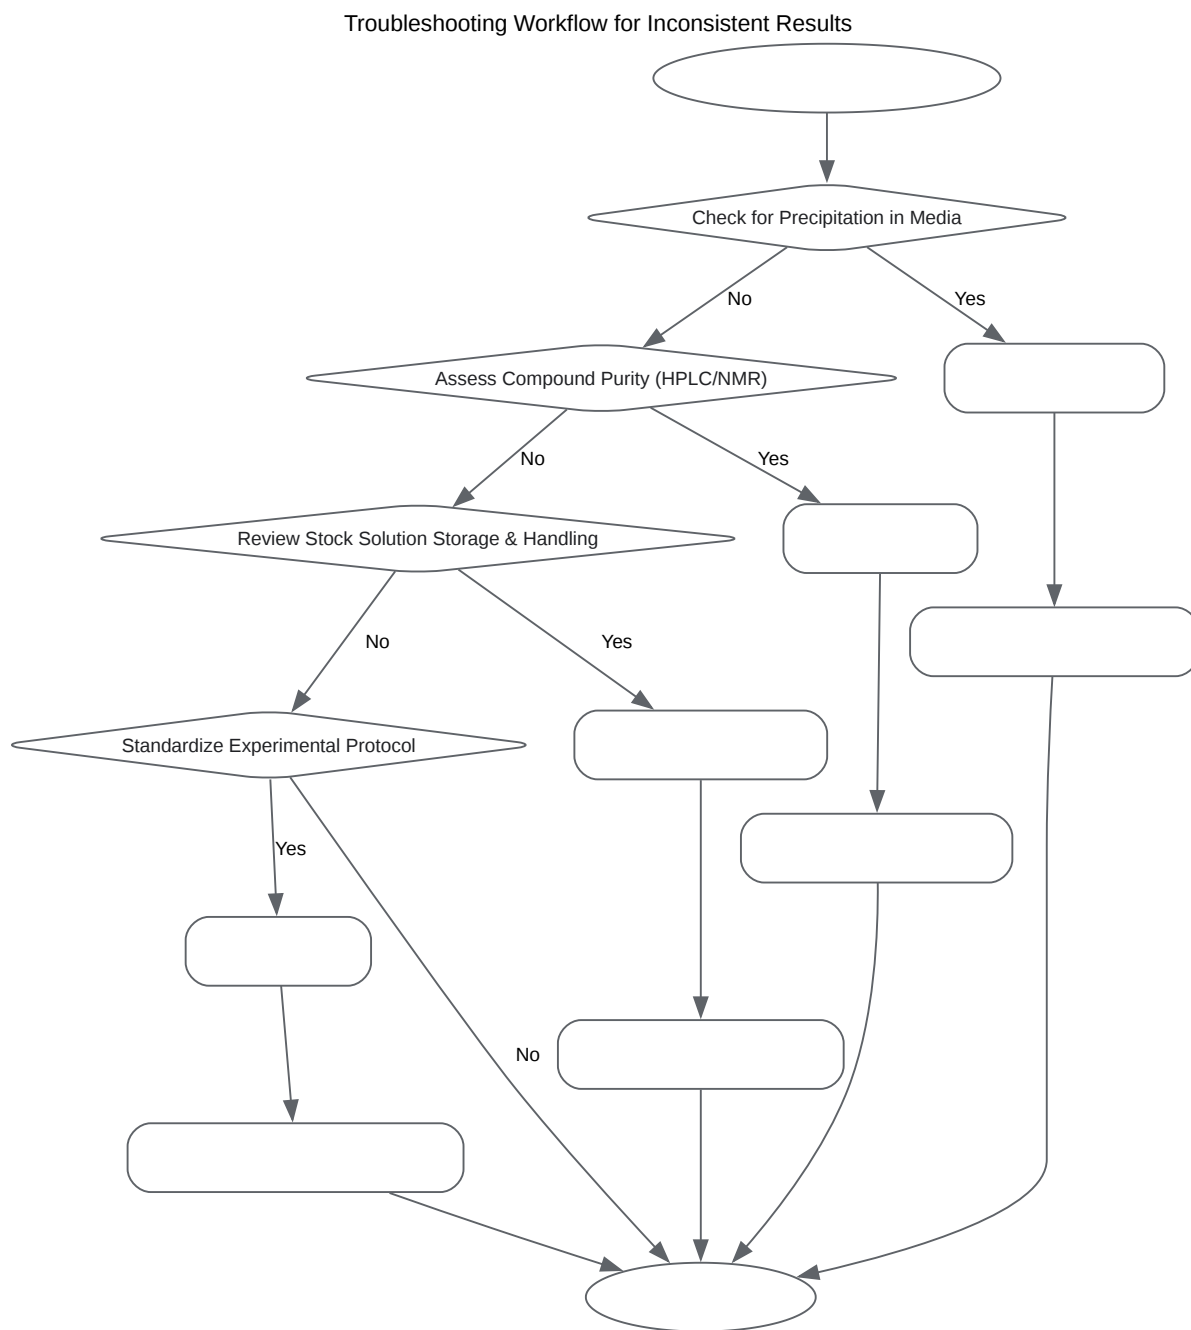 Troubleshooting Workflow for Inconsistent Results
Check for Precipitation in Media
No
Yes
Assess Compound Purity (HPLC/NMR)
No
Yes
Review Stock Solution Storage & Handling
No
Yes
Standardize Experimental Protocol
Yes
No